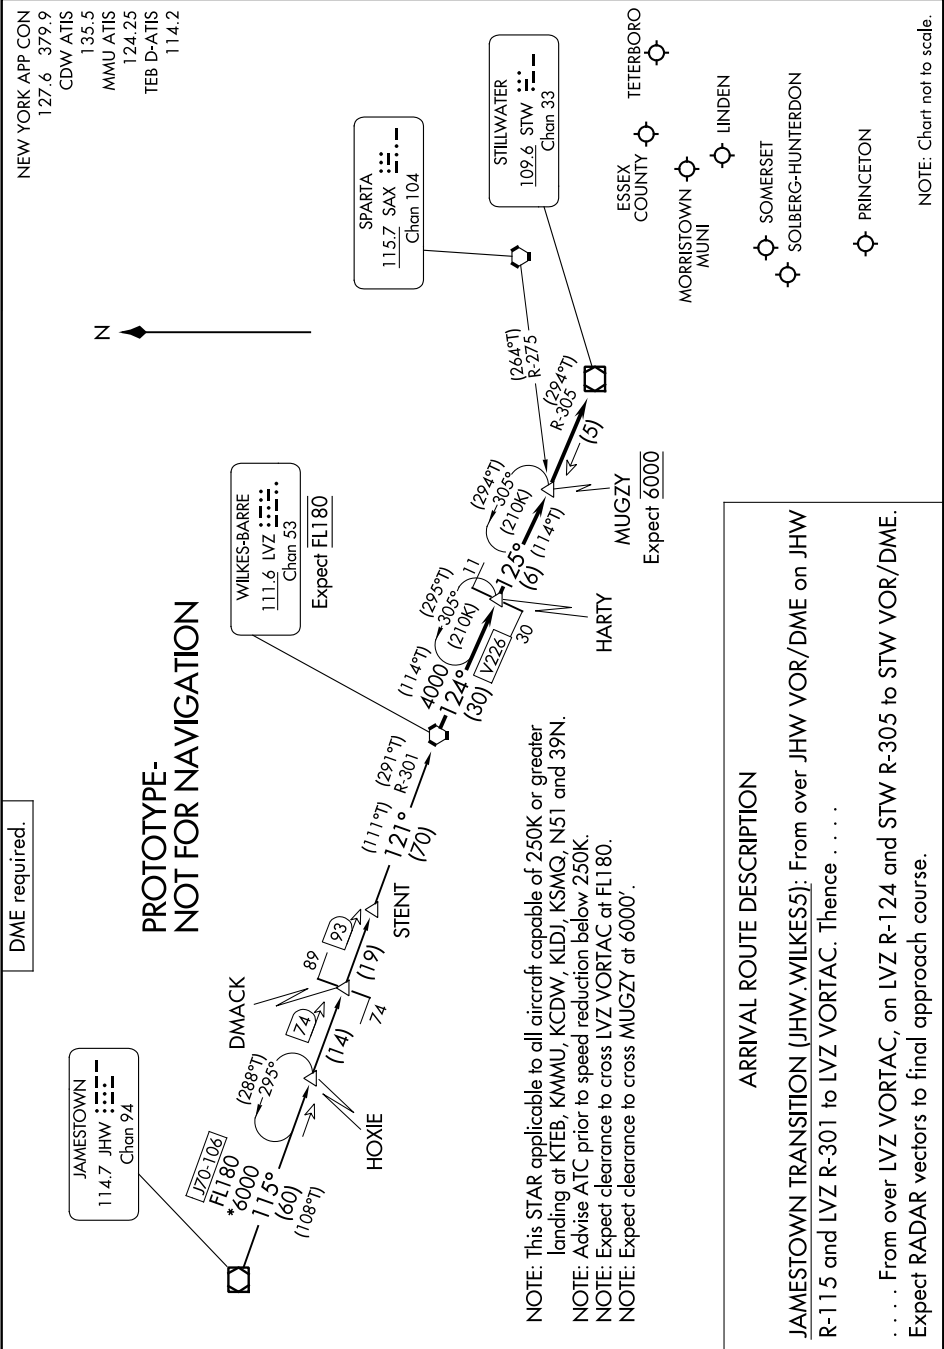 DME required.
NEW YORK APP CON
127.6 379.9
CDW ATIS
135.5
MMU ATIS
124.25
TEB D-ATIS
114.2
PROTOTYPE-
NOT FOR NAVIGATION
N
JAMESTOWN
114.7 JHW
Chan 94
WILKES-BARRE
111.6 LVZ
Chan 53
Expect FL180
SPARTA
115.7 SAX
Chan 104
STILLWATER
109.6 STW
Chan 33
J70-106
FL180
*6000
115°
(60)
(108°T)
(288°T)
295°
HOXIE
DMACK
74
(14)
89
74
93
(19)
STENT
(111°T)
121°
(70)
(291°T)
R-301
(114°T)
4000
124°
(30)
V226
(295°T)
305°
(210K)
11
30
HARTY
125°
(6)
(114°T)
(294°T)
305°
(210K)
MUGZY
Expect 6000
(264°T)
R-275
(294°T)
R-305
(5)
TETERBORO
ESSEX
COUNTY
LINDEN
MORRISTOWN
MUNI
SOMERSET
SOLBERG-HUNTERDON
PRINCETON
NOTE: This STAR applicable to all aircraft capable of 250K or greater
landing at KTEB, KMMU, KCDW, KLDJ, KSMQ, N51 and 39N.
NOTE: Advise ATC prior to speed reduction below 250K.
NOTE: Expect clearance to cross LVZ VORTAC at FL180.
NOTE: Expect clearance to cross MUGZY at 6000'.
NOTE: Chart not to scale.
ARRIVAL ROUTE DESCRIPTION
JAMESTOWN TRANSITION (JHW.WILKES5): From over JHW VOR/DME on JHW
R-115 and LVZ R-301 to LVZ VORTAC. Thence . . . .
. . . . From over LVZ VORTAC, on LVZ R-124 and STW R-305 to STW VOR/DME.
Expect RADAR vectors to final approach course.